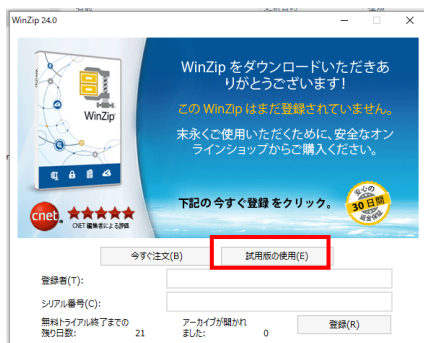 WinZip 24.0
WinZip をダウンロードいただきあ
りがとうございます！
この WinZip はまだ登録されていません。
末永くご使用いただくために、安全なオン
ラインショップからご購入ください。
WinZip
下記の 今すぐ登録 をクリック。
安心の
30 日間
返金保証
cnet
CNET 編集者による評価
今すぐ注文(B)
試用版の使用(E)
登録者(T):
シリアル番号(C):
無料トライアル終了までの
残り日数: 21
アーカイブが開かれ
ました: 0
登録(R)